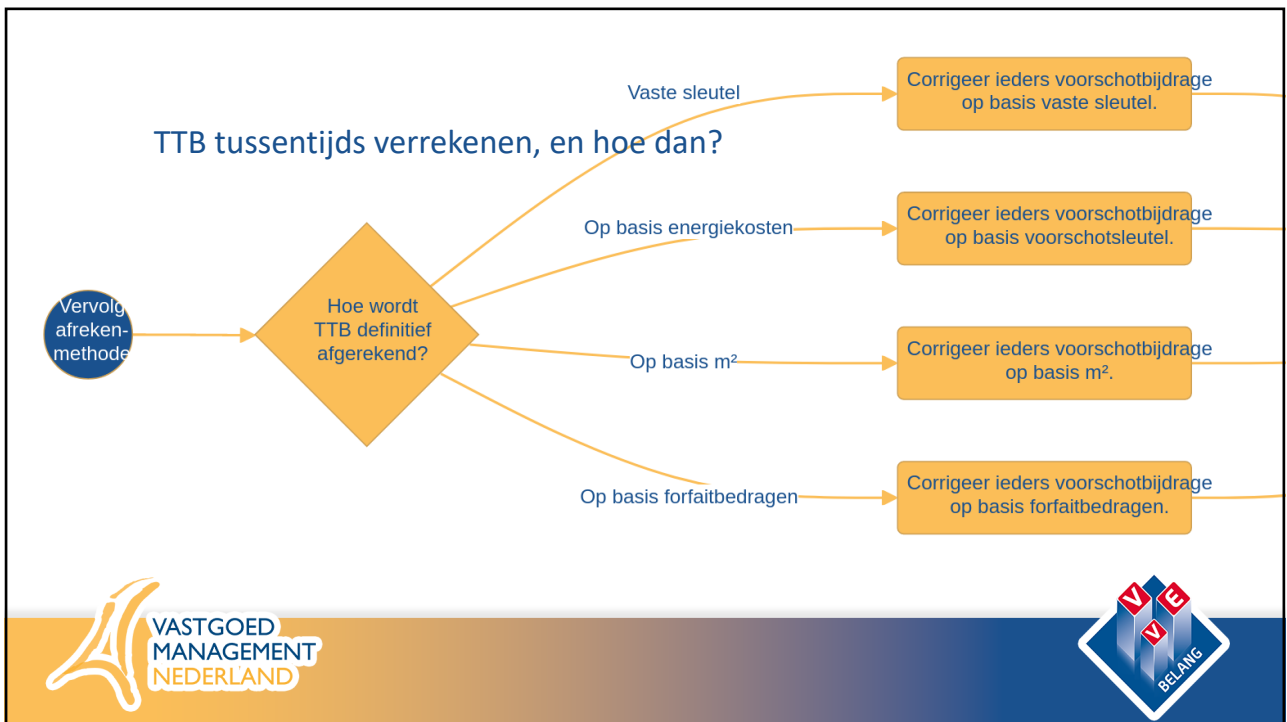 TTB tussentijds verrekenen, en hoe dan?
Vervolg
afreken-
methode
Hoe wordt
TTB definitief
afgerekend?
Vaste sleutel
Corrigeer ieders voorschotbijdrage
op basis vaste sleutel.
Op basis energiekosten
Corrigeer ieders voorschotbijdrage
op basis voorschotsleutel.
Op basis m²
Corrigeer ieders voorschotbijdrage
op basis m².
Op basis forfaitbedragen
Corrigeer ieders voorschotbijdrage
op basis forfaitbedragen.
VASTGOED
MANAGEMENT
NEDERLAND
V V E
BELANG